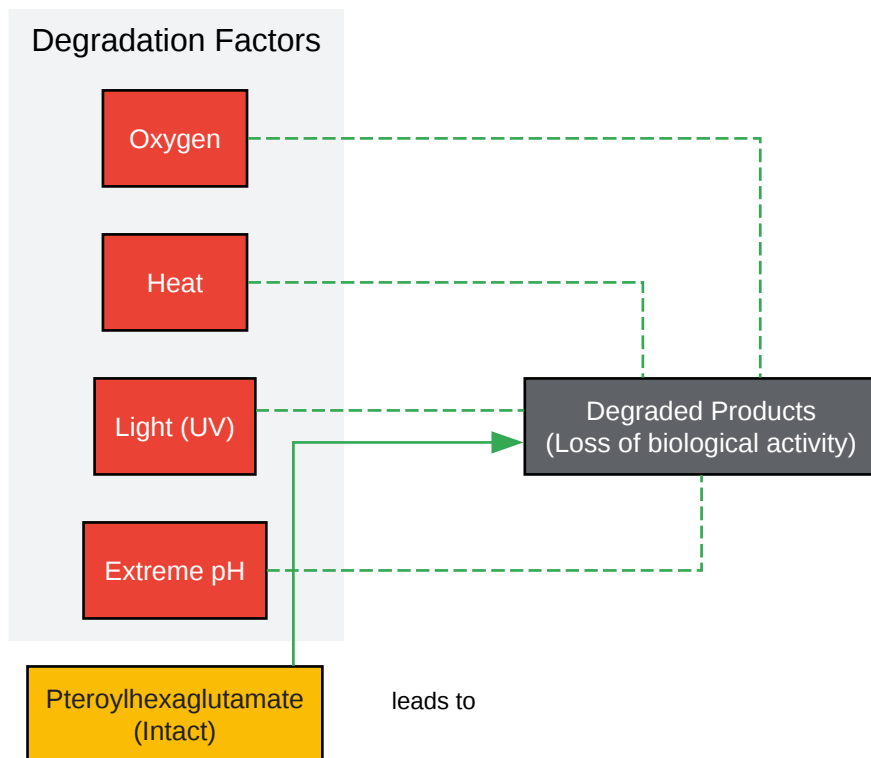 Degradation Factors
Oxygen
Heat
Light (UV)
Extreme pH
Degraded Products
(Loss of biological activity)
Pteroylhexaglutamate
(Intact)
leads to